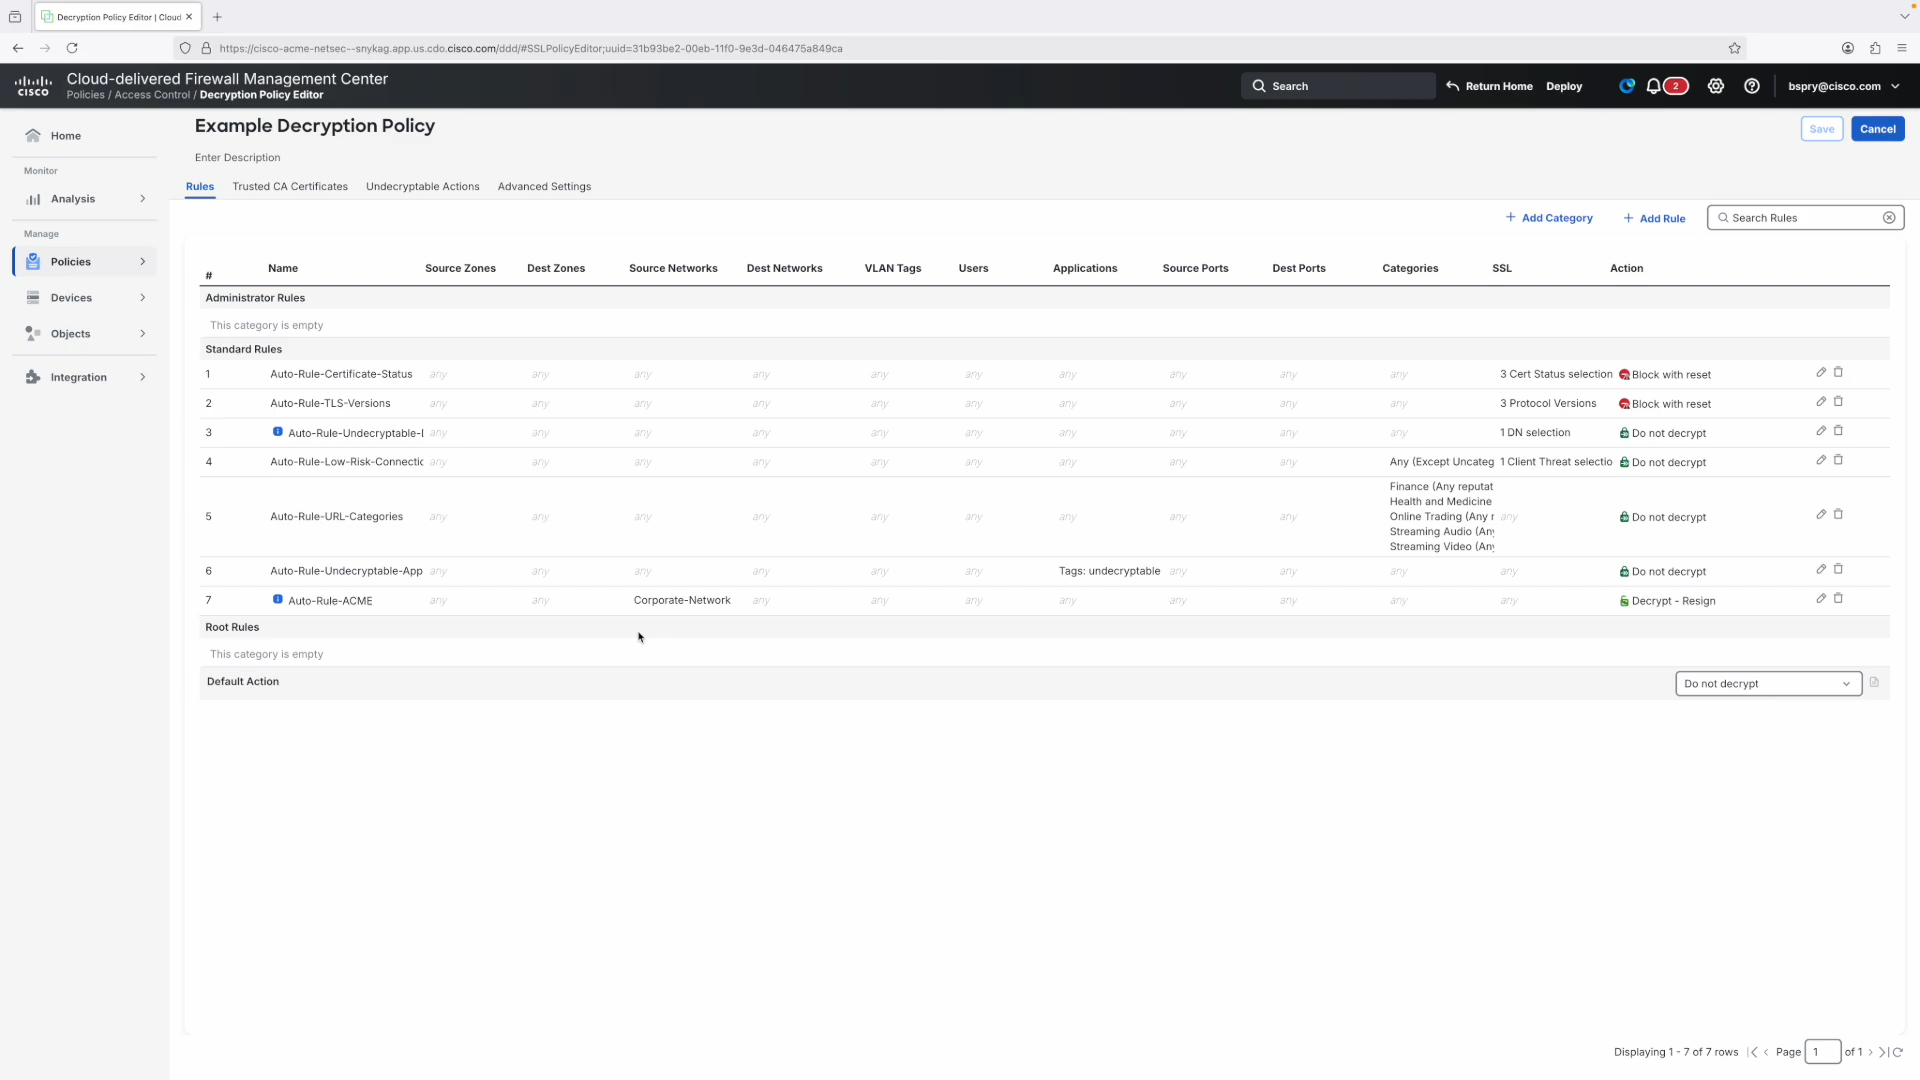 Decryption Policy Editor | Cloud
https://cisco-acme-netsec--snykag.app.us.cdo.cisco.com/ddd/#SSLPolicyEditor;uuid=31b93be2-00eb-11f0-9e3d-046475a849ca
CISCO
Cloud-delivered Firewall Management Center
Policies / Access Control / Decryption Policy Editor
Search
Return Home
Deploy
2
bspry@cisco.com
Home
Monitor
Analysis
Manage
Policies
Devices
Objects
Integration
Example Decryption Policy
Save
Cancel
Enter Description
Rules
Trusted CA Certificates
Undecryptable Actions
Advanced Settings
+ Add Category
+ Add Rule
Search Rules
# Name Source Zones Dest Zones Source Networks Dest Networks VLAN Tags Users Applications Source Ports Dest Ports Categories SSL Action
Administrator Rules
This category is empty
Standard Rules
1 Auto-Rule-Certificate-Status any any any any any any any any any any 3 Cert Status selection Block with reset
2 Auto-Rule-TLS-Versions any any any any any any any any any any 3 Protocol Versions Block with reset
3 Auto-Rule-Undecryptable- any any any any any any any any any any 1 DN selection Do not decrypt
4 Auto-Rule-Low-Risk-Connectic any any any any any any any any any Any (Except Uncateg 1 Client Threat selectio Do not decrypt
5 Auto-Rule-URL-Categories any any any any any any any any any Finance (Any reputat
Health and Medicine
Online Trading (Any r any Do not decrypt
Streaming Audio (Any
Streaming Video (Any
6 Auto-Rule-Undecryptable-App any any any any any any Tags: undecryptable any any any any Do not decrypt
7 Auto-Rule-ACME any any Corporate-Network any any any any any any any any Decrypt - Resign
Root Rules
This category is empty
Default Action
Do not decrypt
Displaying 1 - 7 of 7 rows
Page 1 of 1